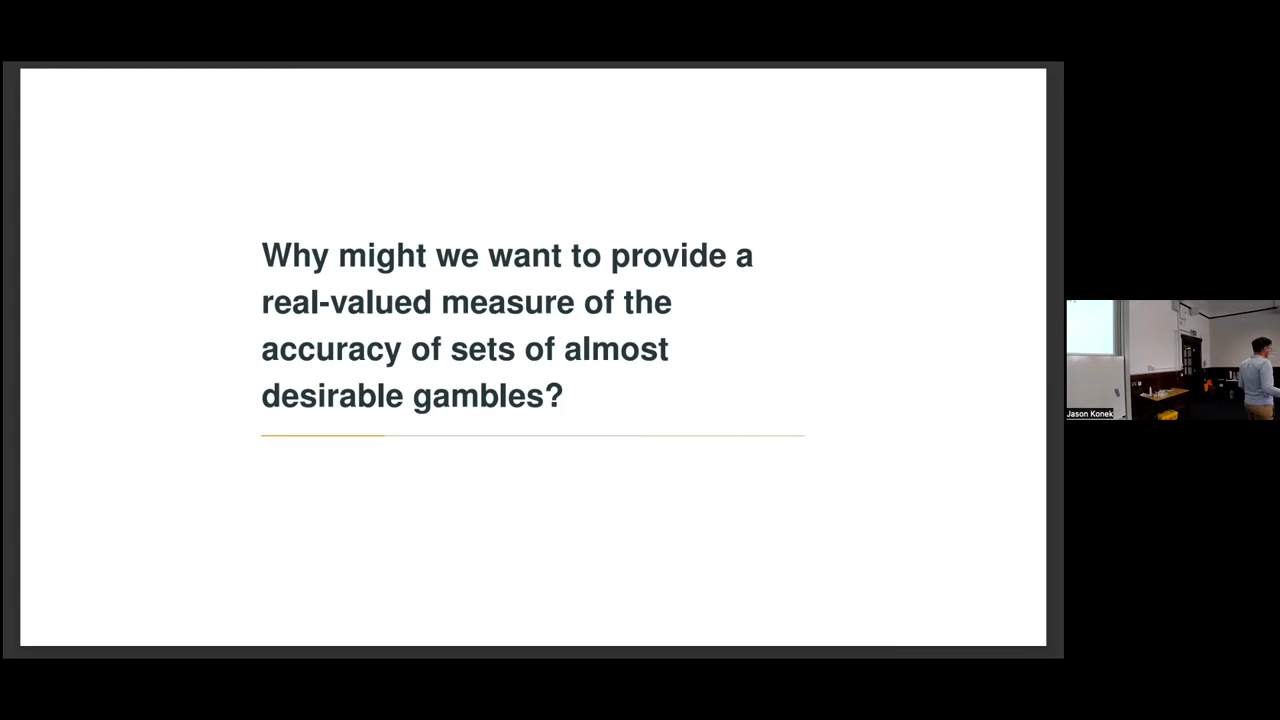 Why might we want to provide a
real-valued measure of the
accuracy of sets of almost
desirable gambles?
Jason Konek